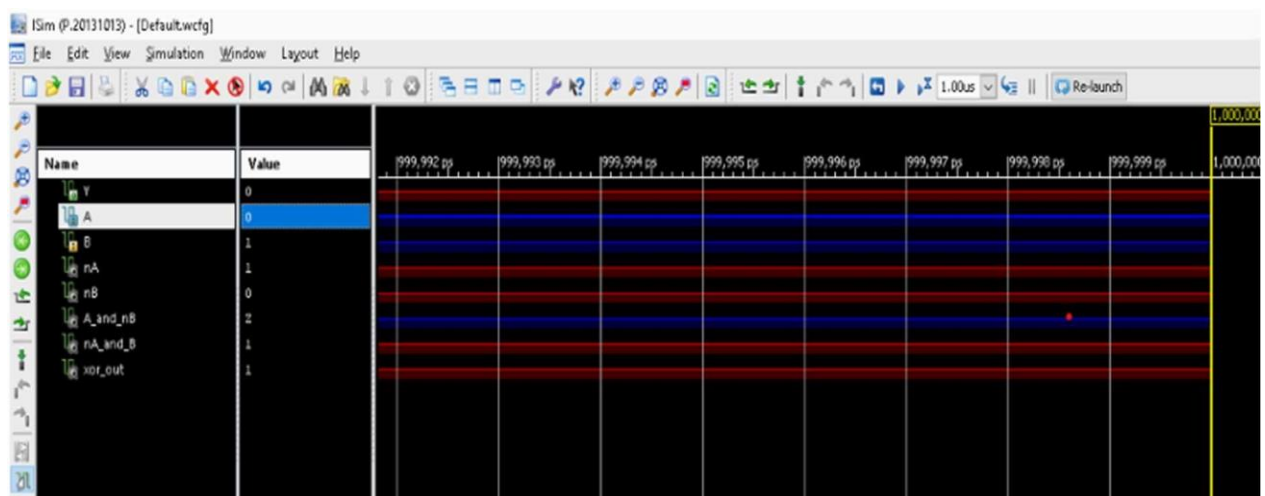 ISim (P.20131013) - [Default.wcfg]
File Edit View Simulation Window Layout Help
1.00us Re-launch
1,000,000
Name Value 999,992 ps 999,993 ps 999,994 ps 999,995 ps 999,996 ps 999,997 ps 999,998 ps 999,999 ps 1,000,00
Y 0
A 0
B 1
nA 1
nB 0
A_and_nB Z
nA_and_B 1
xor_out 1